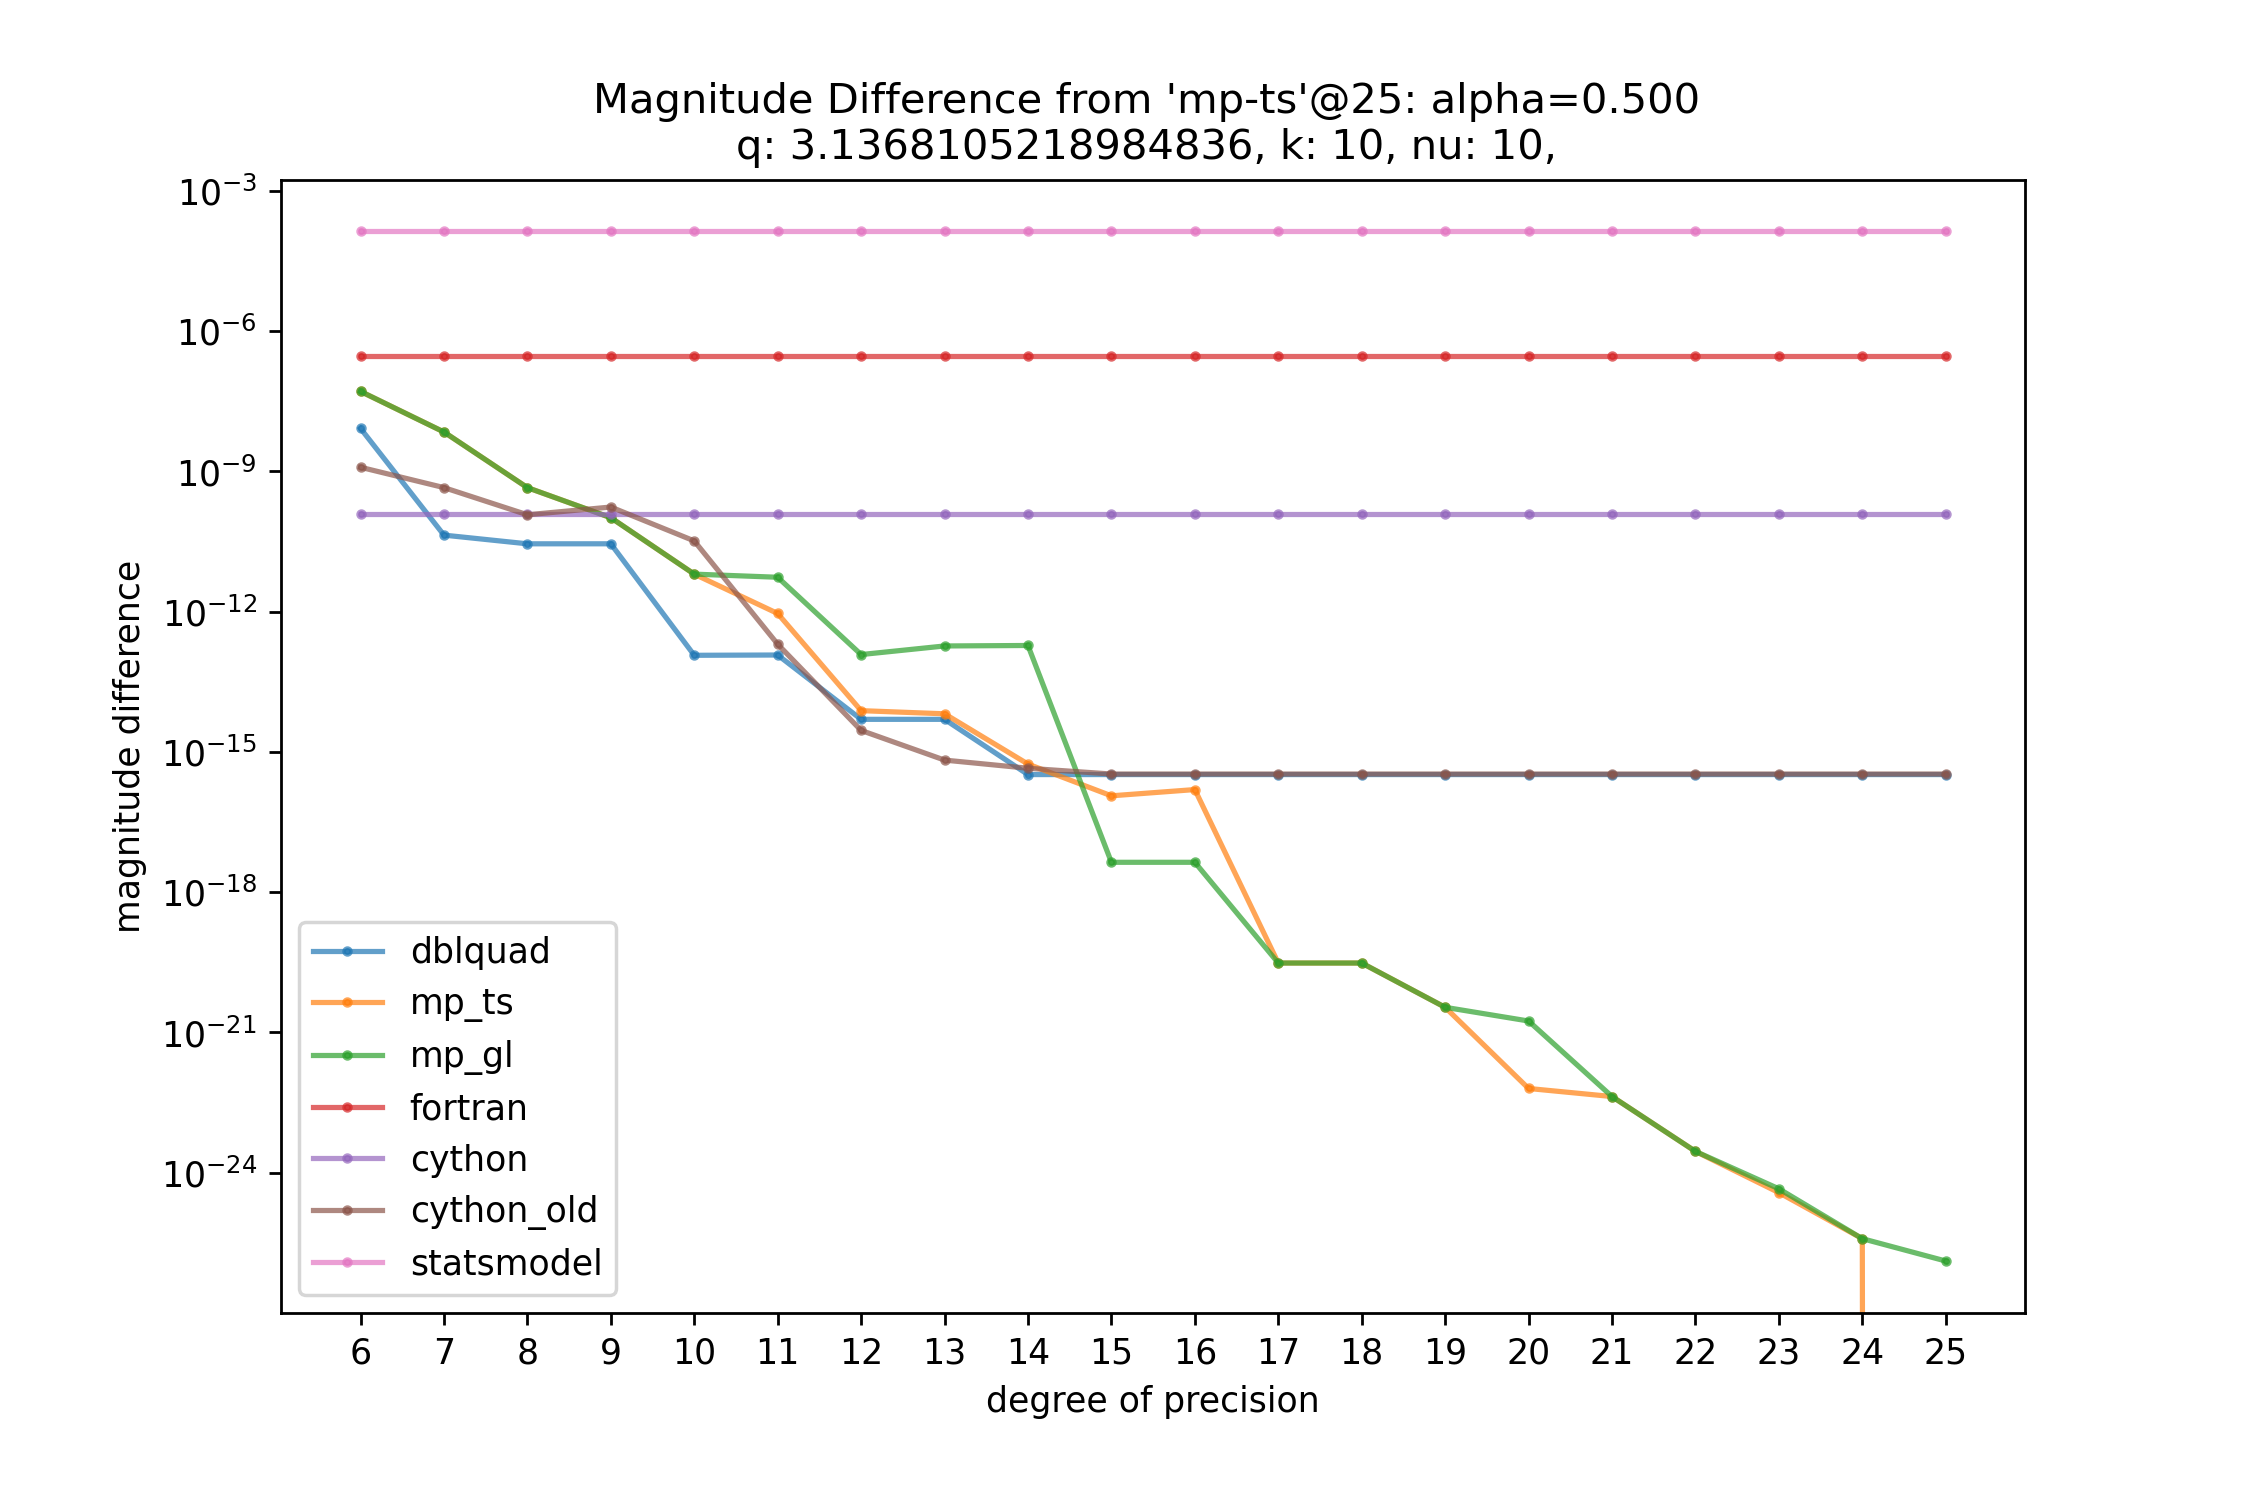 Magnitude Difference from 'mp-ts'@25: alpha=0.500
q: 3.1368105218984836, k: 10, nu: 10,
magnitude difference
10⁻³
10⁻⁶
10⁻⁹
10⁻¹²
10⁻¹⁵
10⁻¹⁸
10⁻²¹
10⁻²⁴
dblquad
mp_ts
mp_gl
fortran
cython
cython_old
statsmodel
6 7 8 9 10 11 12 13 14 15 16 17 18 19 20 21 22 23 24 25
degree of precision